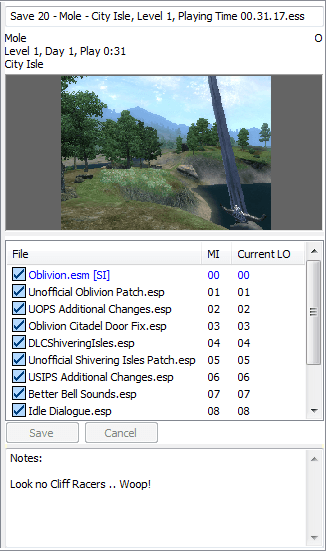 Save 20 - Mole - City Isle, Level 1, Playing Time 00.31.17.ess
Mole O
Level 1, Day 1, Play 0:31
City Isle
File MI Current LO
Oblivion.esm [SI] 00 00
Unofficial Oblivion Patch.esp 01 01
UOPS Additional Changes.esp 02 02
Oblivion Citadel Door Fix.esp 03 03
DLCShiveringIsles.esp 04 04
Unofficial Shivering Isles Patch.esp 05 05
USIPS Additional Changes.esp 06 06
Better Bell Sounds.esp 07 07
Idle Dialogue.esp 08 08
Save Cancel
Notes:
Look no Cliff Racers .. Woop!